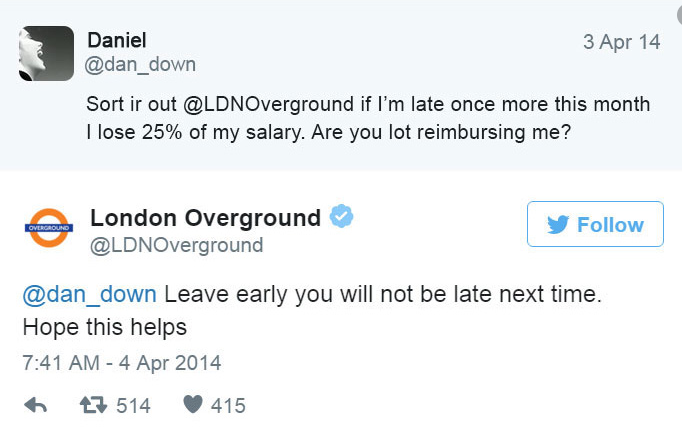 Daniel
3 Apr 14
@dan_down
Sort ir out @LDNOverground if I'm late once more this month
I lose 25% of my salary. Are you lot reimbursing me?
London Overground
OVERGROUND
@LDNOverground
Follow
@dan_down Leave early you will not be late next time.
Hope this helps
7:41 AM - 4 Apr 2014
514
415